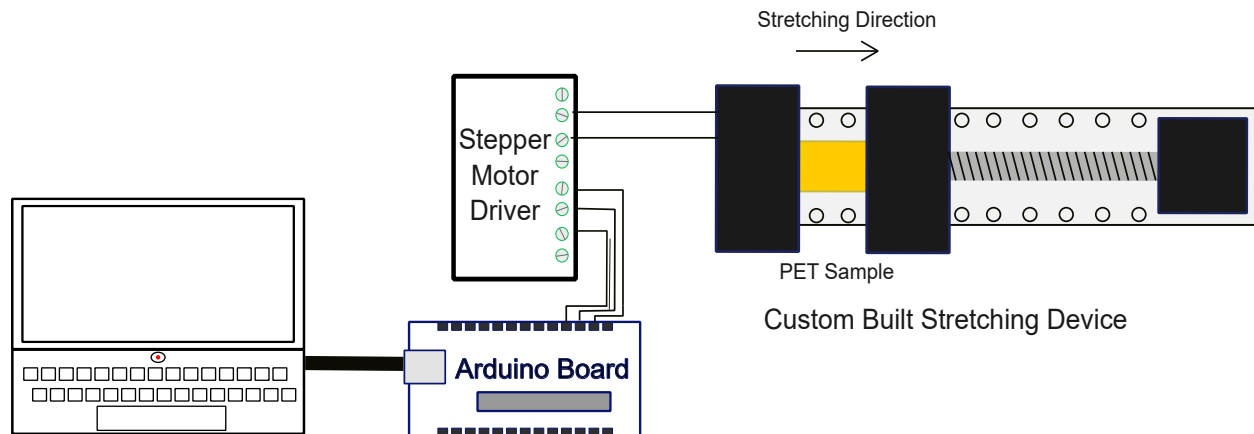 Stretching Direction
Stepper
Motor
Driver
PET Sample
Custom Built Stretching Device
Arduino Board